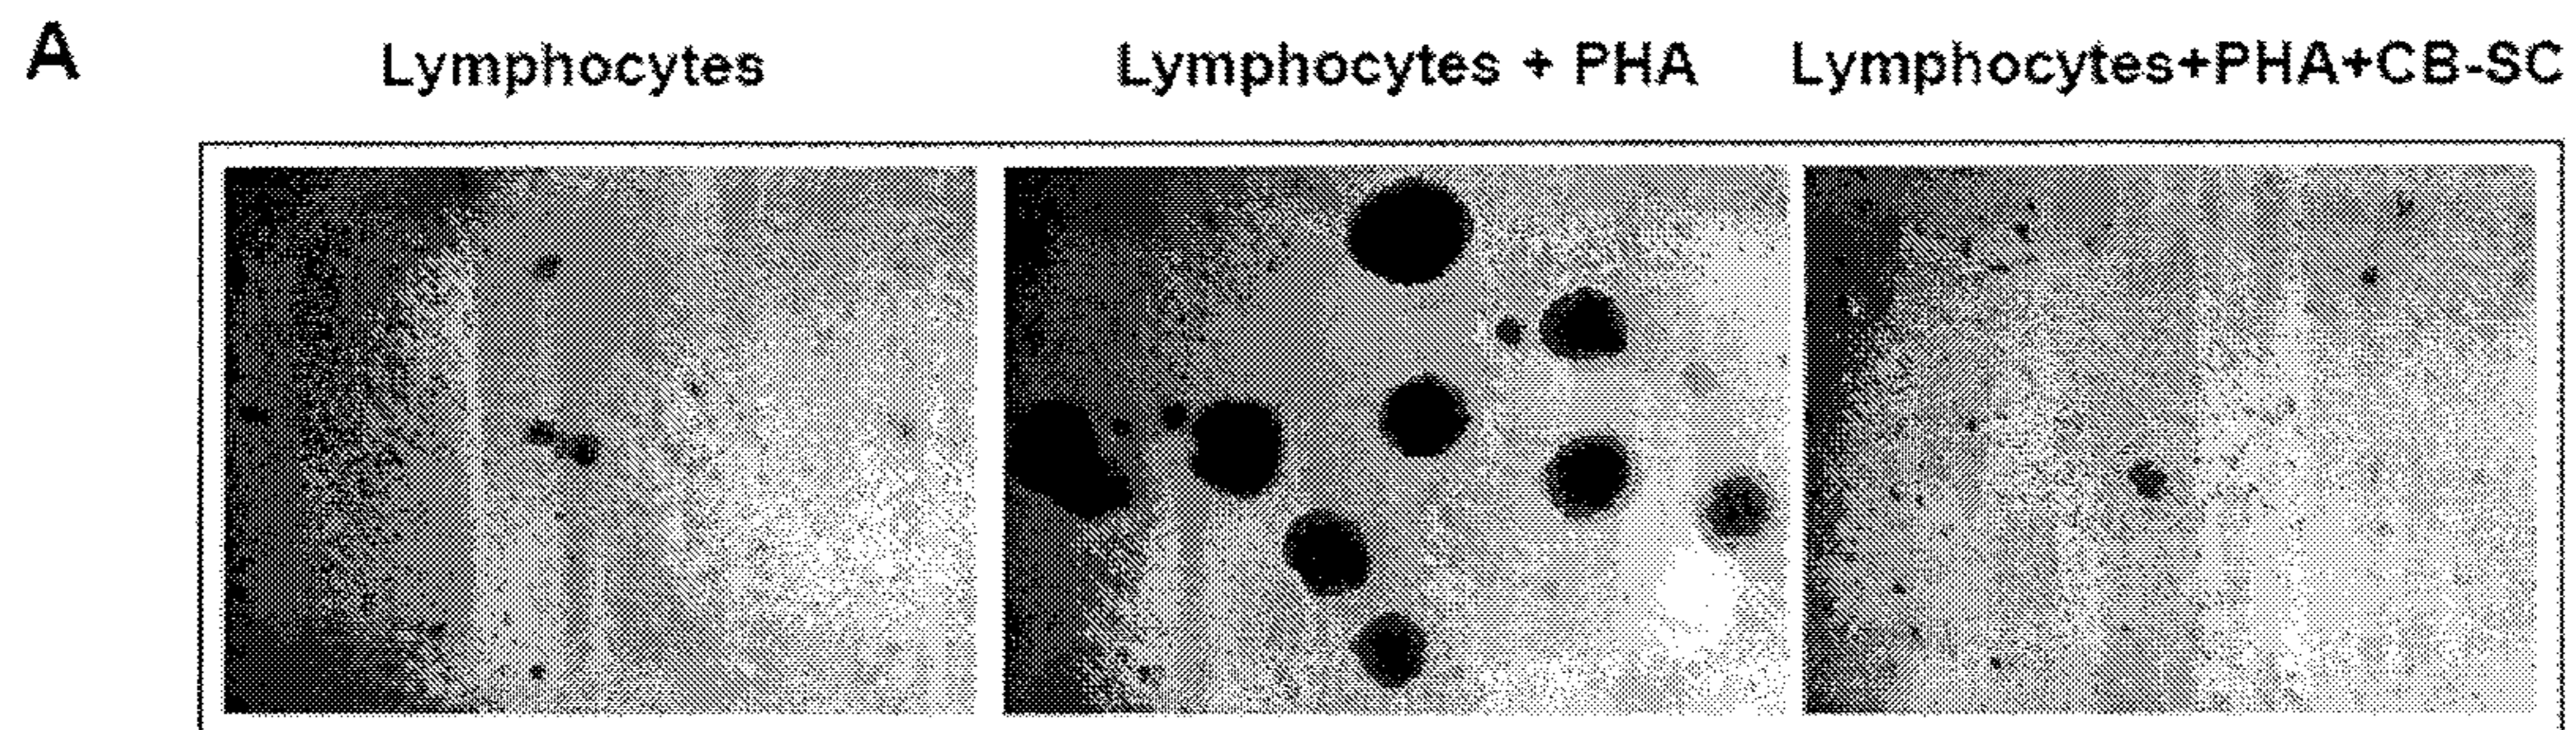 A
Lymphocytes
Lymphocytes + PHA
Lymphocytes+PHA+CB-SC